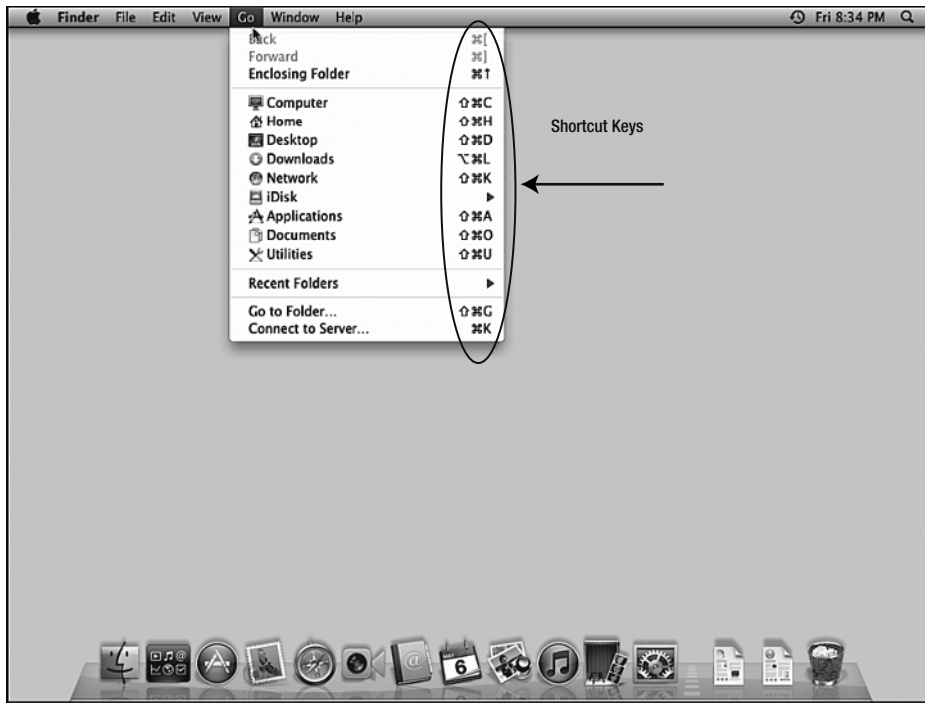 Finder File Edit View Go Window Help Fri 8:34 PM
Back ⌘[
Forward ⌘]
Enclosing Folder ⌘↑
Computer ⇧⌘C
Home ⇧⌘H
Desktop ⇧⌘D
Downloads ⌥⌘L
Network ⇧⌘K
iDisk ▶
Applications ⇧⌘A
Documents ⇧⌘O
Utilities ⇧⌘U
Recent Folders ▶
Go to Folder... ⇧⌘G
Connect to Server... ⌘K
Shortcut Keys
@
6